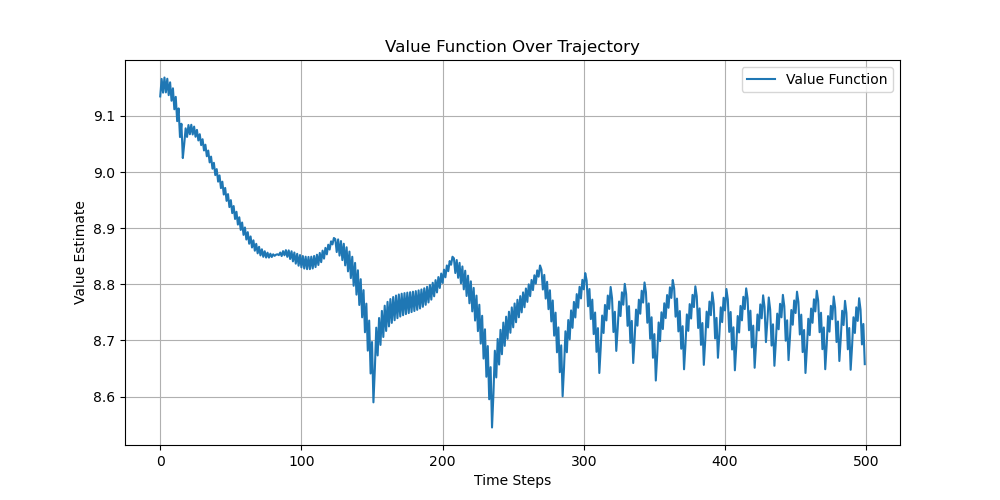 Value Function Over Trajectory
Value Function
9.1
9.0
8.9
8.8
8.7
8.6
Value Estimate
0 100 200 300 400 500
Time Steps